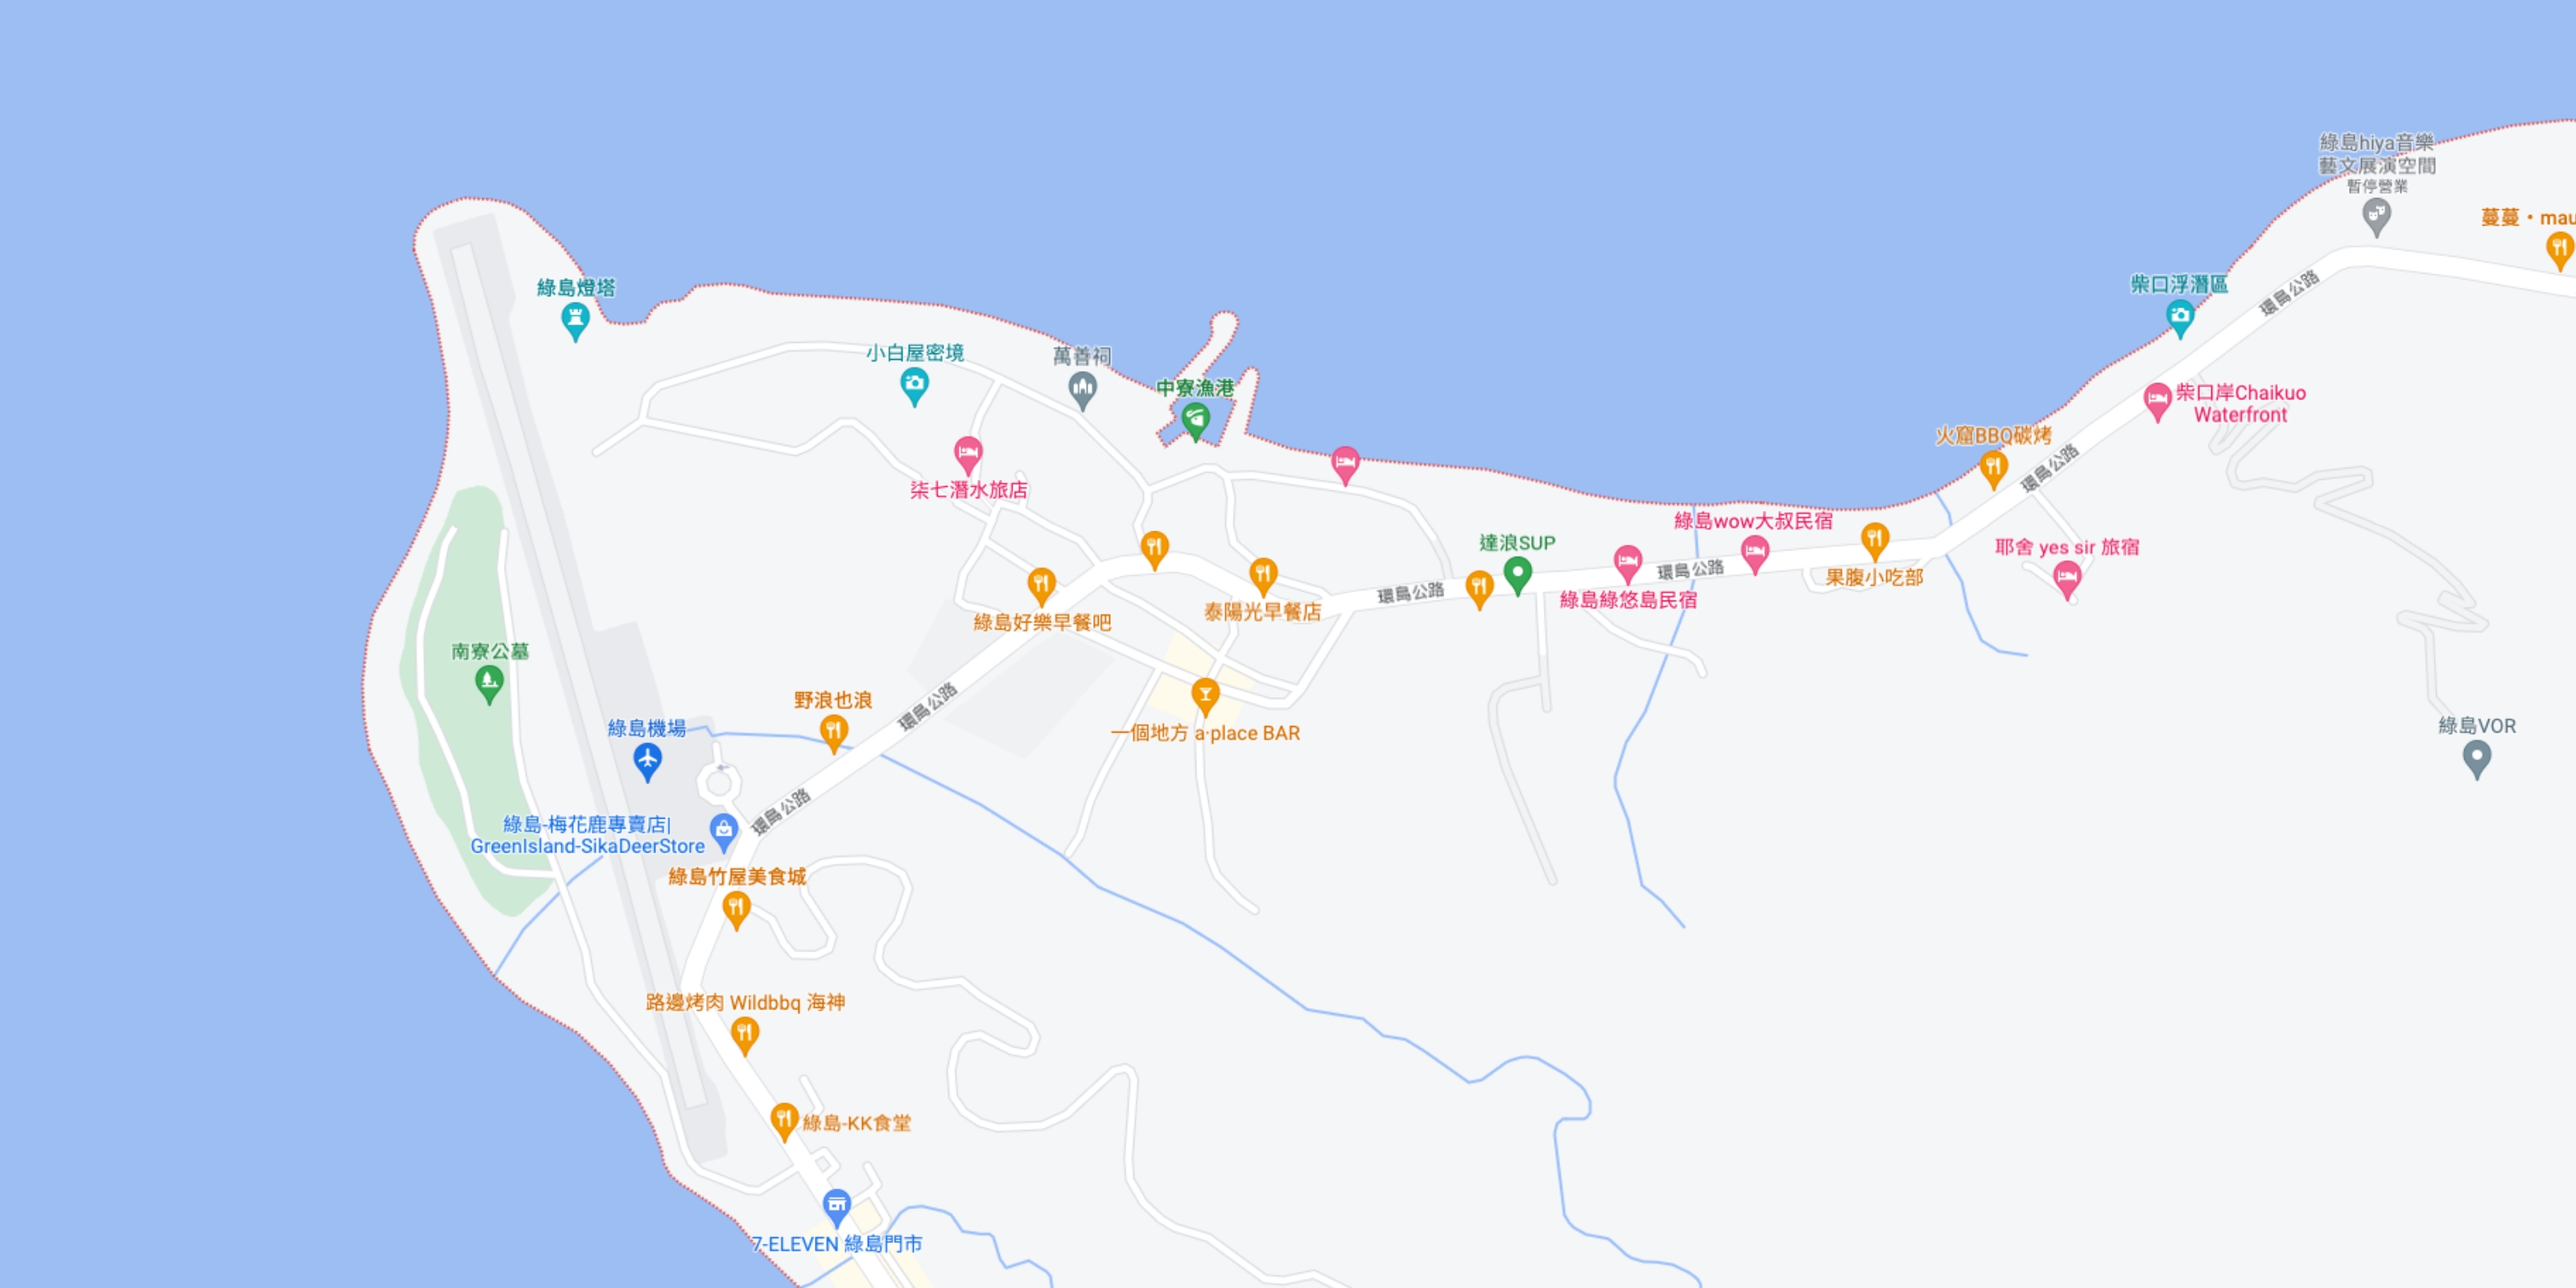 綠島hiya音樂
藝文展演空間
暫停營業
蔓蔓・mau
環島公路
柴口浮潛區
綠島燈塔
小白屋密境
萬善祠
中寮漁港
柴口岸Chaikuo
Waterfront
火窟BBQ碳烤
環島公路
柒七潛水旅店
綠島wow大叔民宿
達浪SUP
耶舍 yes sir 旅宿
環島公路
果腹小吃部
環島公路
綠島綠悠島民宿
泰陽光早餐店
綠島好樂早餐吧
南寮公墓
野浪也浪
環島公路
綠島機場
一個地方 a·place BAR
綠島VOR
環島公路
綠島-梅花鹿專賣店|
GreenIsland-SikaDeerStore
綠島竹屋美食城
路邊烤肉 Wildbbq 海神
綠島-KK食堂
7-ELEVEN 綠島門市